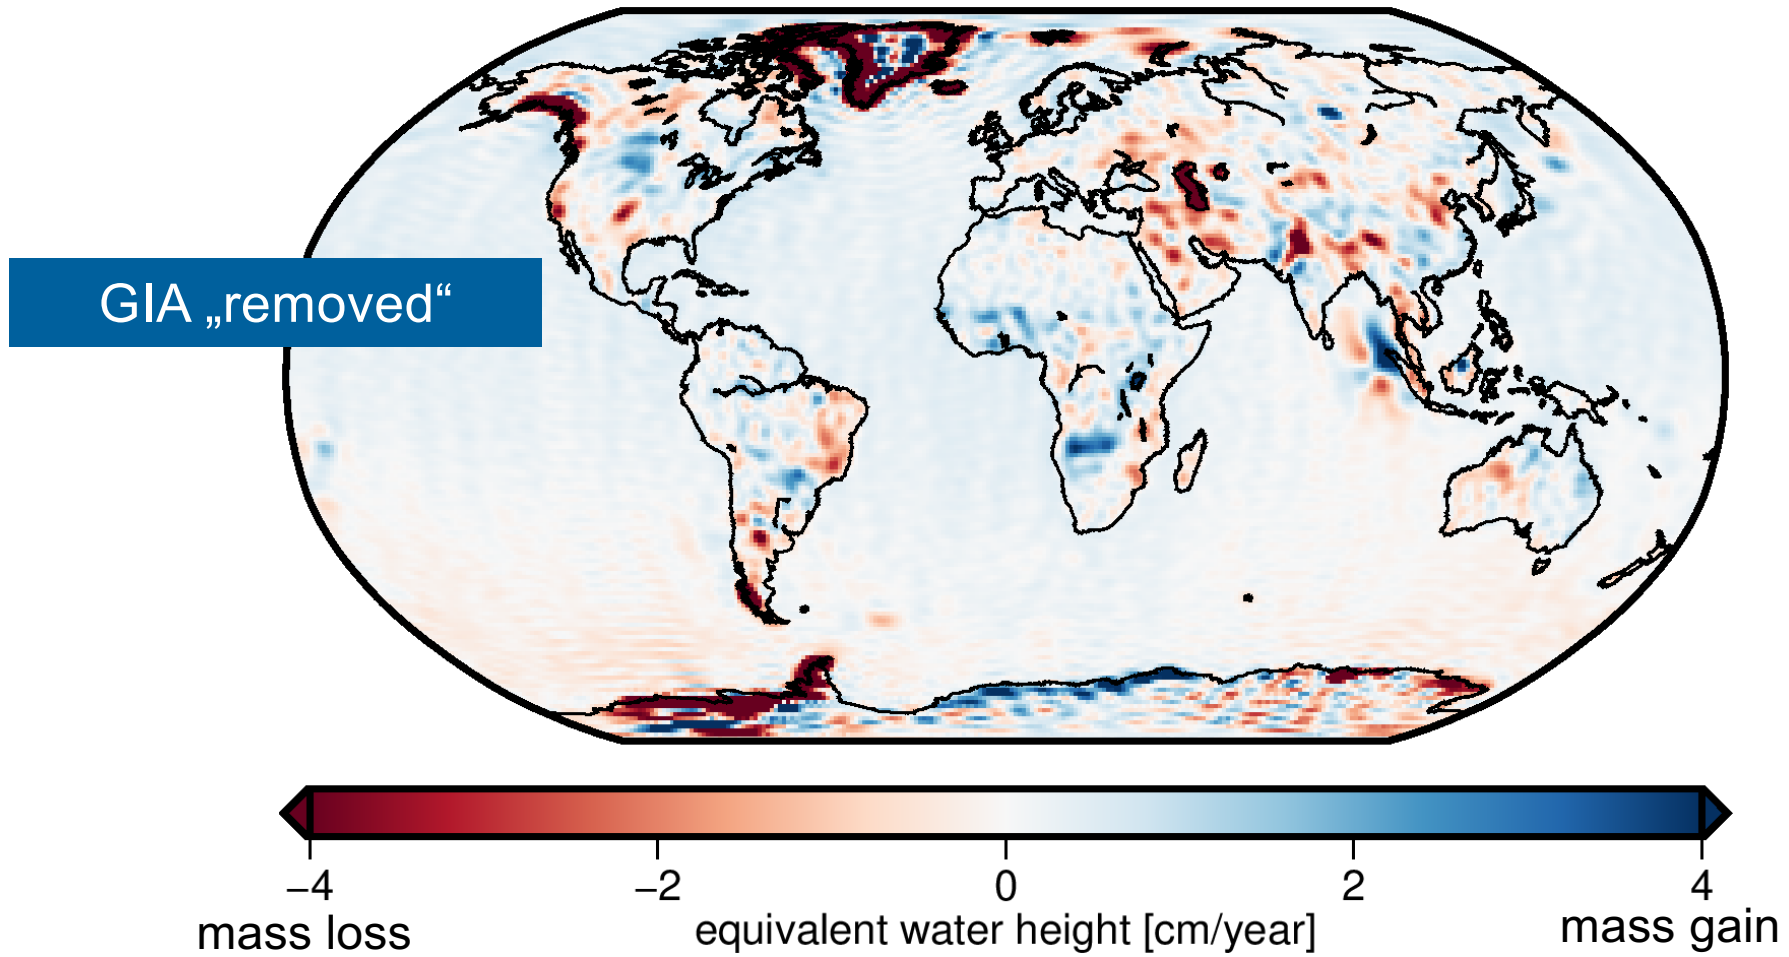 GIA „removed“
−4
−2
0
2
4
mass loss
equivalent water height [cm/year]
mass gain